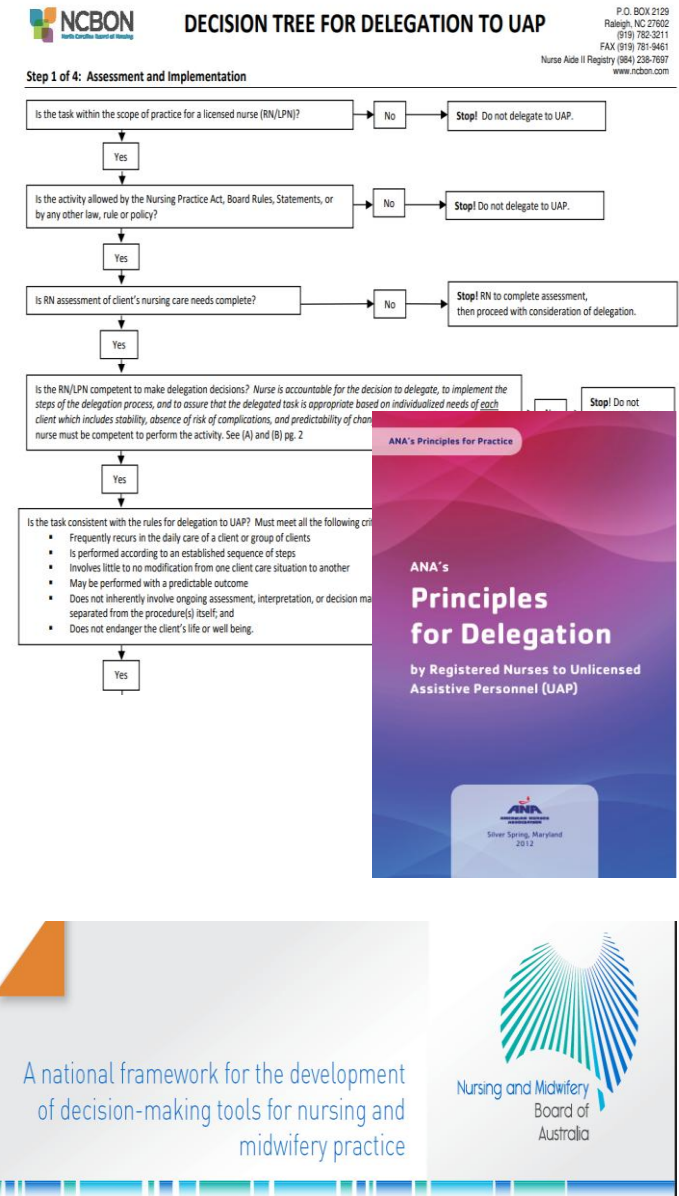 NCBON
North Carolina Board of Nursing
DECISION TREE FOR DELEGATION TO UAP
P.O. BOX 2129
Raleigh, NC 27602
(919) 782-3211
FAX (919) 781-9461
Nurse Aide II Registry (984) 238-7697
www.ncbon.com
Step 1 of 4: Assessment and Implementation
Is the task within the scope of practice for a licensed nurse (RN/LPN)?
No
Stop! Do not delegate to UAP.
Yes
Is the activity allowed by the Nursing Practice Act, Board Rules, Statements, or
by any other law, rule or policy?
No
Stop! Do not delegate to UAP.
Yes
Is RN assessment of client's nursing care needs complete?
No
Stop! RN to complete assessment,
then proceed with consideration of delegation.
Yes
Is the RN/LPN competent to make delegation decisions? Nurse is accountable for the decision to delegate, to implement the
steps of the delegation process, and to assure that the delegated task is appropriate based on individualized needs of each
client which includes stability, absence of risk of complications, and predictability of
nurse must be competent to perform the activity. See (A) and (B) pg. 2
Stop! Do not
Yes
Is the task consistent with the rules for delegation to UAP? Must meet all the following
▪ Frequently recurs in the daily care of a client or group of clients
▪ Is performed according to an established sequence of steps
▪ Involves little to no modification from one client care situation to another
▪ May be performed with a predictable outcome
▪ Does not inherently involve ongoing assessment, interpretation, or decision
separated from the procedure(s) itself; and
▪ Does not endanger the client's life or well being.
Yes
ANA's Principles for Practice
ANA's
Principles
for Delegation
by Registered Nurses to Unlicensed
Assistive Personnel (UAP)
ANA
AMERICAN NURSES
ASSOCIATION
Silver Spring, Maryland
2012
A national framework for the development
of decision-making tools for nursing and
midwifery practice
Nursing and Midwifery
Board of
Australia